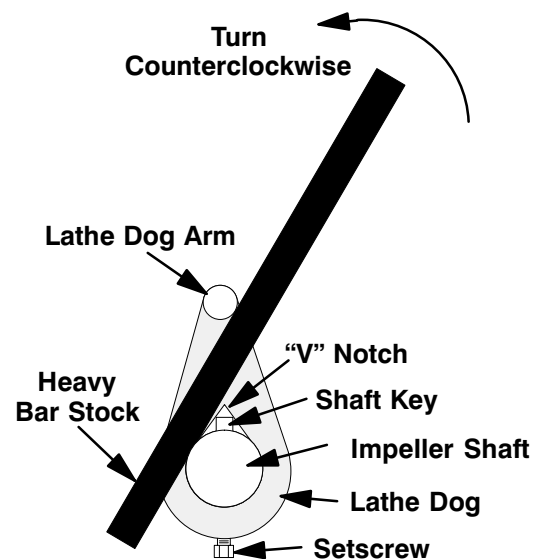 Turn
Counterclockwise
Lathe Dog Arm
“V” Notch
Heavy
Bar Stock
Shaft Key
Impeller Shaft
Lathe Dog
Setscrew